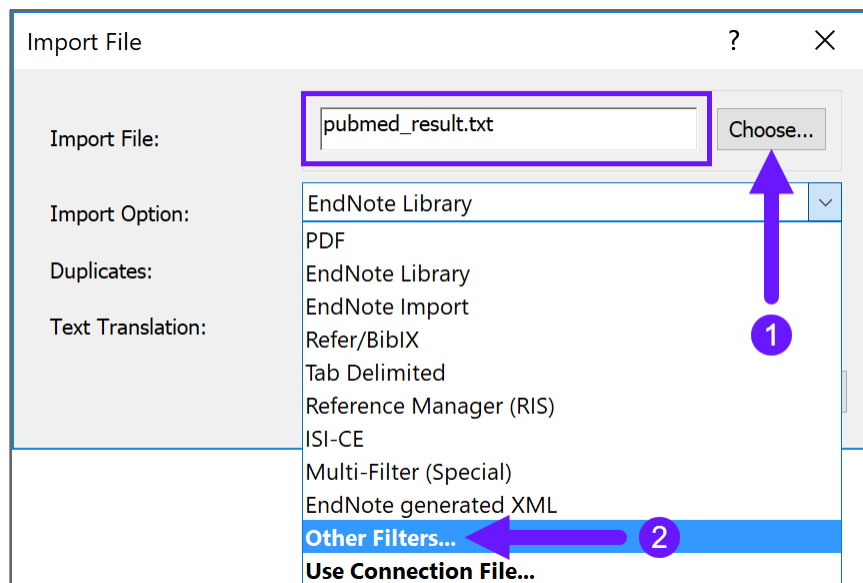 Import File
?
Import File:
pubmed_result.txt
Choose...
Import Option:
EndNote Library
PDF
Duplicates:
EndNote Library
EndNote Import
Text Translation:
Refer/BibIX
1
Tab Delimited
Reference Manager (RIS)
ISI-CE
Multi-Filter (Special)
EndNote generated XML
Other Filters...
2
Use Connection File...